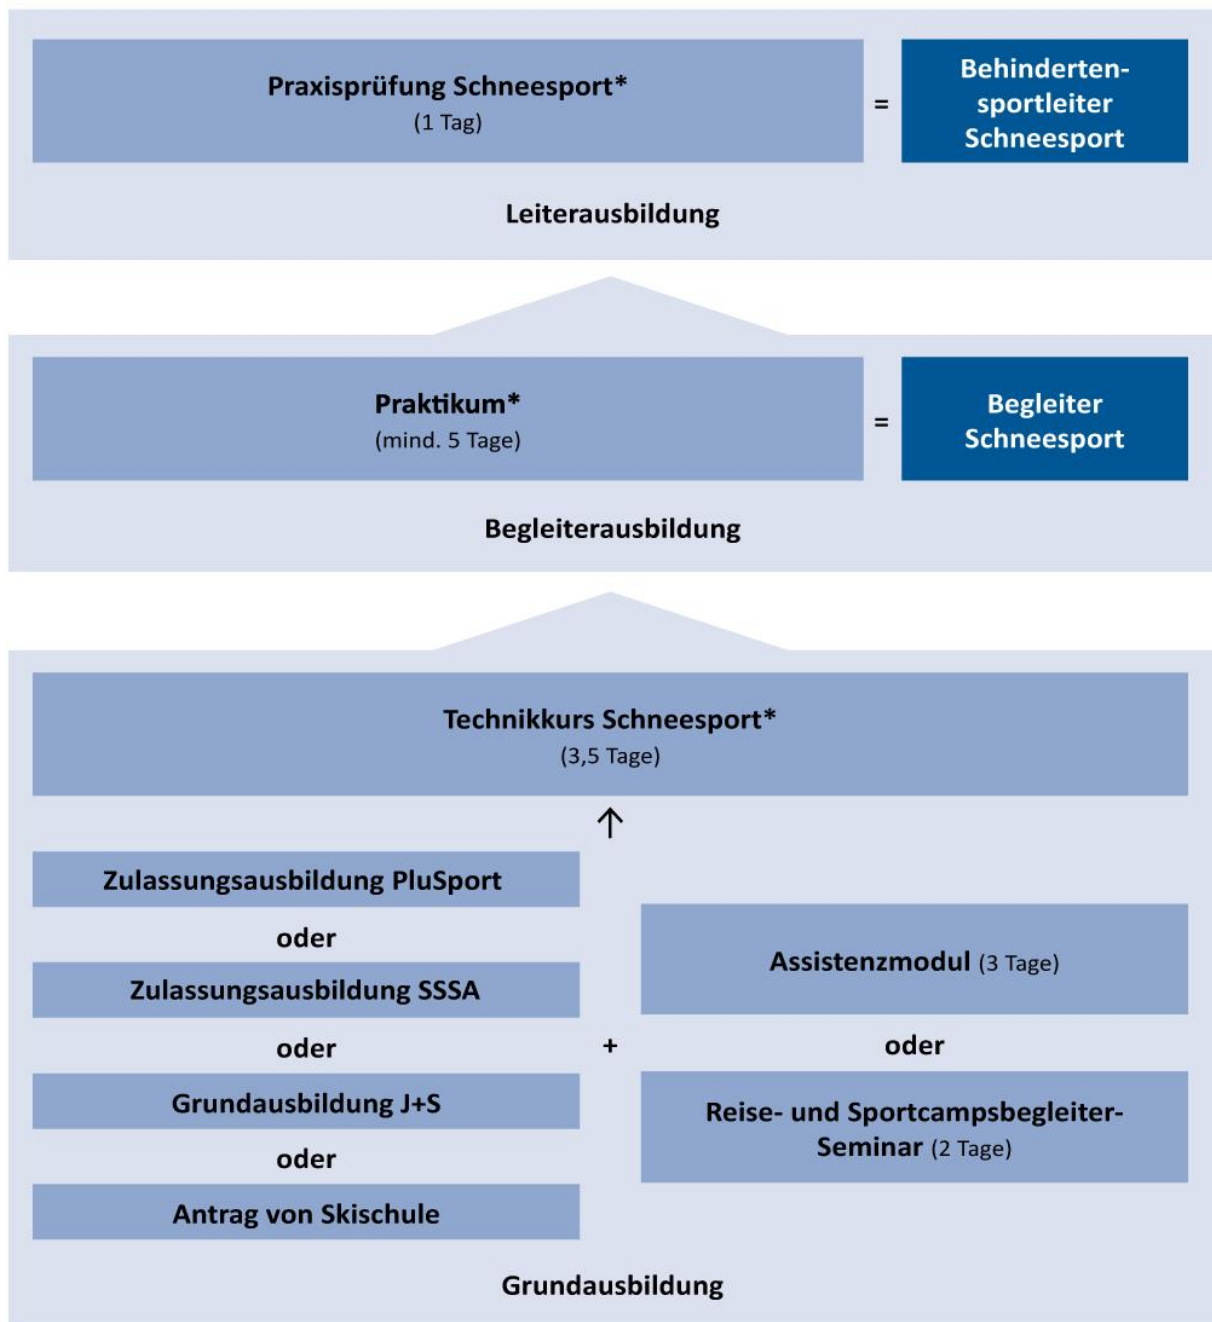 Praxisprüfung Schneesport*
(1 Tag)
=
Behinderten-
sportleiter
Schneesport
Leiterausbildung
Praktikum*
(mind. 5 Tage)
=
Begleiter
Schneesport
Begleiterausbildung
Technikkurs Schneesport*
(3,5 Tage)
↑
Zulassungsausbildung PluSport
oder
Zulassungsausbildung SSSA
oder
Grundausbildung J+S
oder
Antrag von Skischule
+
Assistenzmodul (3 Tage)
oder
Reise- und Sportcampsbegleiter-
Seminar (2 Tage)
Grundausbildung